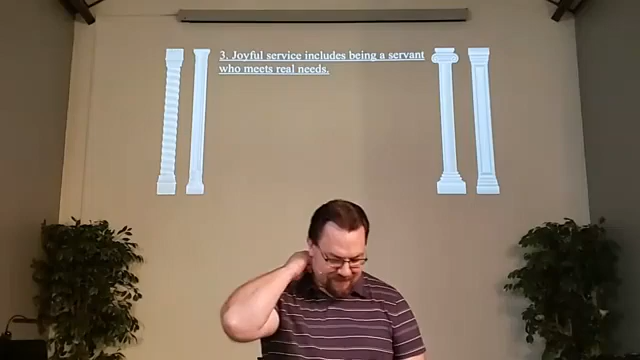 3. Joyful service includes being a servant
who meets real needs.